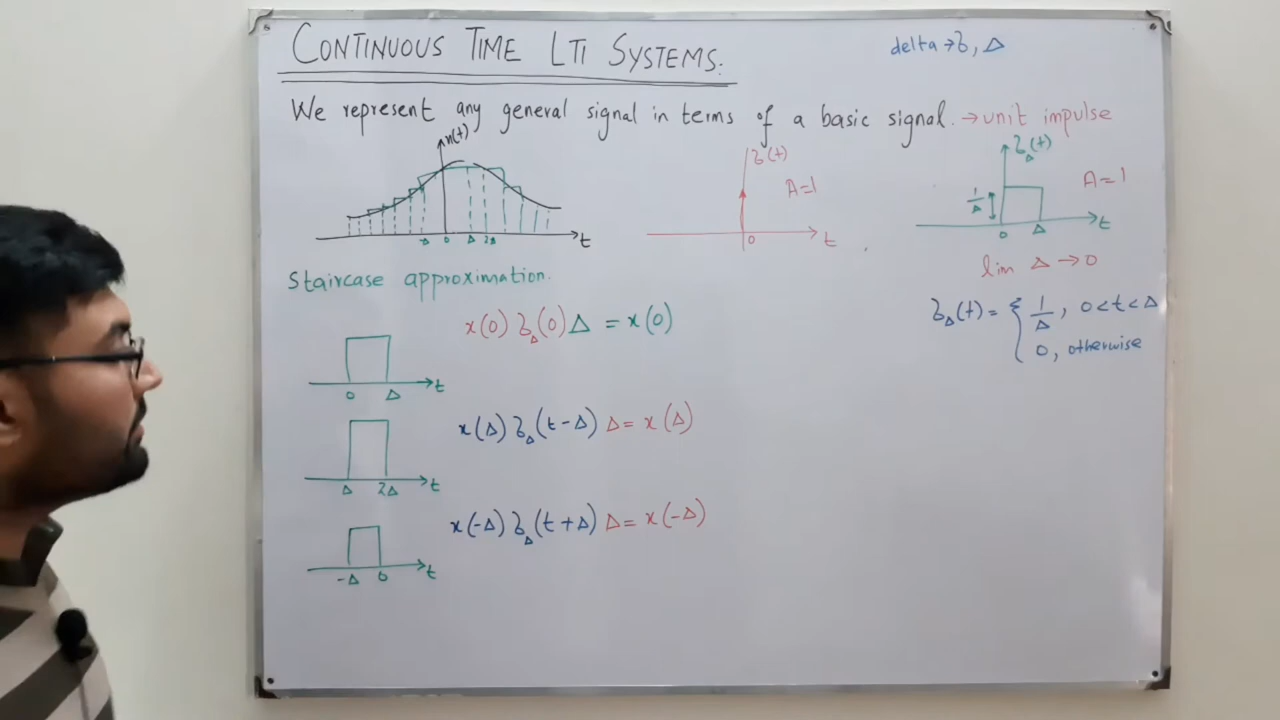 CONTINUOUS TIME LTI SYSTEMS:
delta → δ, Δ
We represent any general signal in terms of a basic signal. → unit impulse
x(t)
-Δ 0 Δ 2Δ t
δ(t)
A=1
0 t
δ_Δ(t)
1/Δ
A=1
0 Δ t
lim Δ → 0
Staircase approximation.
δ_Δ(t) = { 1/Δ, 0<t<Δ
0, otherwise
x(0) δ_Δ(0) Δ = x(0)
0 Δ t
x(Δ) δ_Δ(t-Δ) Δ = x(Δ)
Δ 2Δ t
x(-Δ) δ_Δ(t+Δ) Δ = x(-Δ)
-Δ 0 t